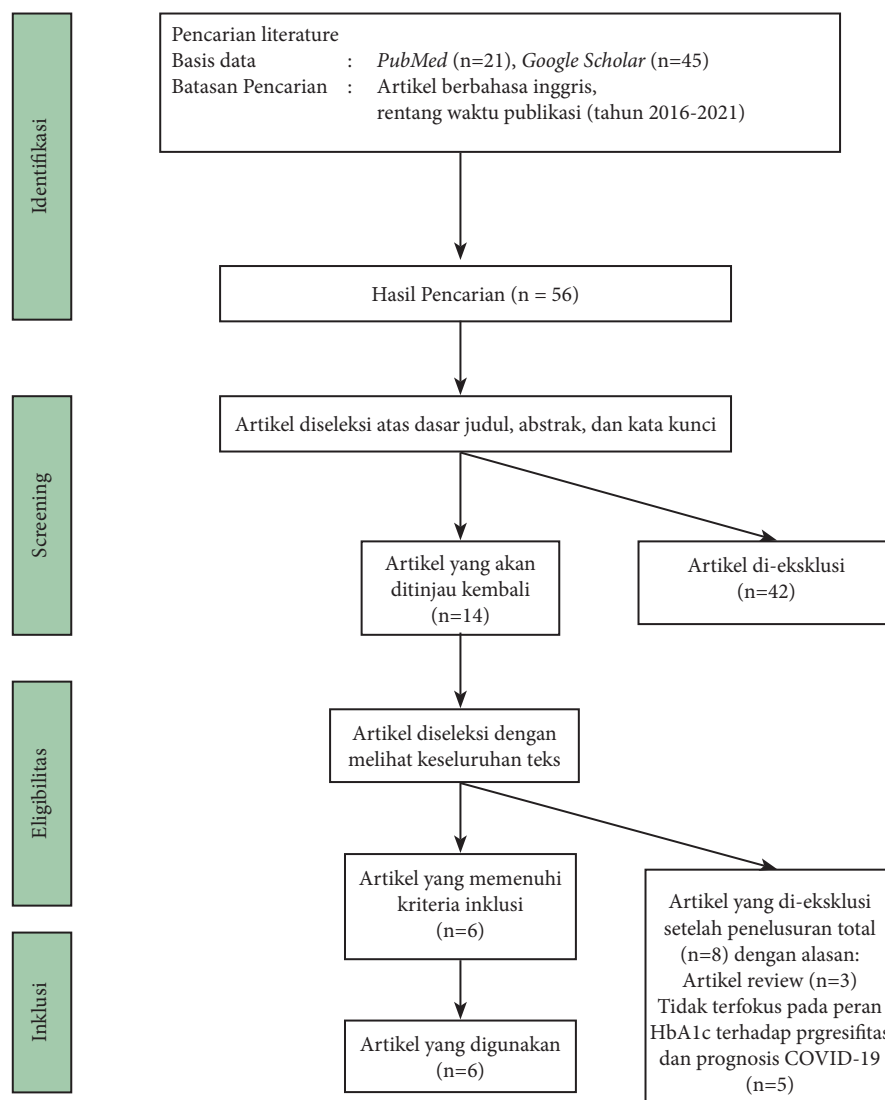 Identifikasi
Pencarian literature
Basis data : PubMed (n=21), Google Scholar (n=45)
Batasan Pencarian : Artikel berbahasa inggris,
rentang waktu publikasi (tahun 2016-2021)
Hasil Pencarian (n = 56)
Screening
Artikel diseleksi atas dasar judul, abstrak, dan kata kunci
Artikel yang akan
ditinjau kembali
(n=14)
Artikel di-eksklusi
(n=42)
Eligibilitas
Artikel diseleksi dengan
melihat keseluruhan teks
Artikel yang memenuhi
kriteria inklusi
(n=6)
Artikel yang di-eksklusi
setelah penelusuran total
(n=8) dengan alasan:
Artikel review (n=3)
Tidak terfokus pada peran
HbA1c terhadap prgresifitas
dan prognosis COVID-19
(n=5)
Inklusi
Artikel yang digunakan
(n=6)